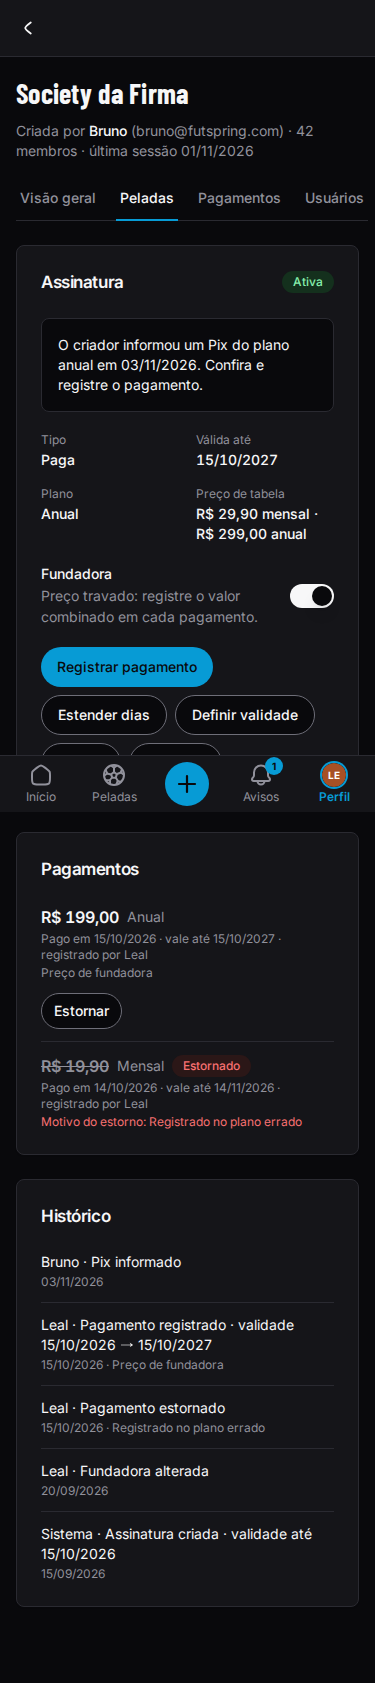 Society da Firma
Criada por Bruno (bruno@futspring.com) · 42
membros · última sessão 01/11/2026
Visão geral
Peladas
Pagamentos
Usuários
Assinatura
Ativa
O criador informou um Pix do plano
anual em 03/11/2026. Confira e
registre o pagamento.
Tipo
Válida até
Paga
15/10/2027
Plano
Preço de tabela
Anual
R$ 29,90 mensal ·
R$ 299,00 anual
Fundadora
Preço travado: registre o valor
combinado em cada pagamento.
Registrar pagamento
Estender dias
Definir validade
Início
Peladas
1
Avisos
LE
Perfil
Pagamentos
R$ 199,00 Anual
Pago em 15/10/2026 · vale até 15/10/2027 ·
registrado por Leal
Preço de fundadora
Estornar
R$ 19,90 Mensal Estornado
Pago em 14/10/2026 · vale até 14/11/2026 ·
registrado por Leal
Motivo do estorno: Registrado no plano errado
Histórico
Bruno · Pix informado
03/11/2026
Leal · Pagamento registrado · validade
15/10/2026 → 15/10/2027
15/10/2026 · Preço de fundadora
Leal · Pagamento estornado
15/10/2026 · Registrado no plano errado
Leal · Fundadora alterada
20/09/2026
Sistema · Assinatura criada · validade até
15/10/2026
15/09/2026